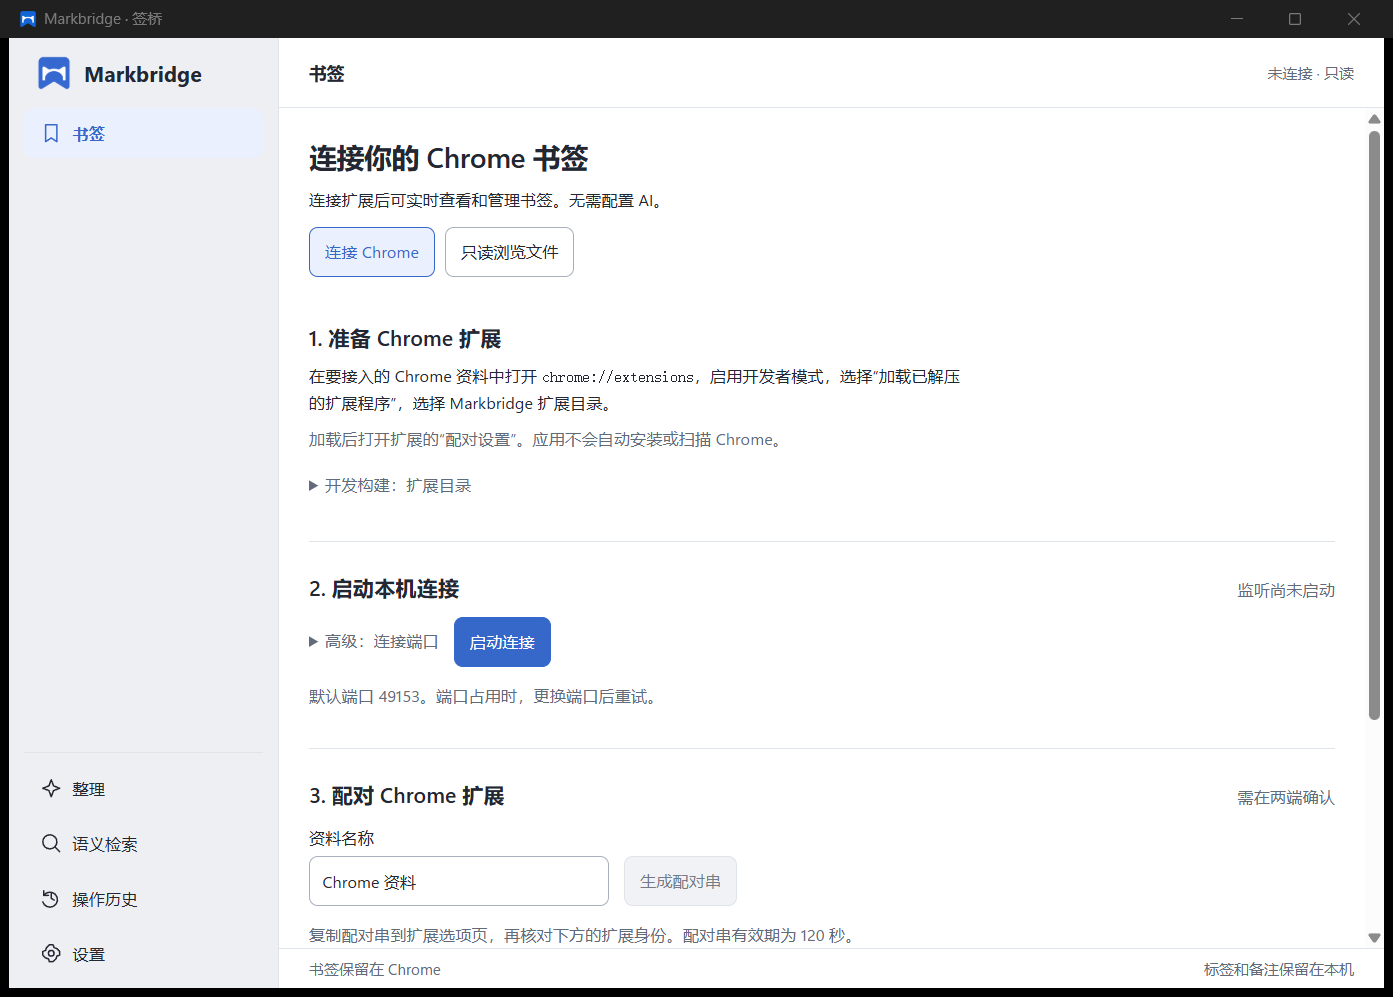 Markbridge · 签桥
Markbridge
书签
未连接 · 只读
书签
连接你的 Chrome 书签
连接扩展后可实时查看和管理书签。无需配置 AI。
连接 Chrome
只读浏览文件
1. 准备 Chrome 扩展
在要接入的 Chrome 资料中打开 chrome://extensions，启用开发者模式，选择“加载已解压
的扩展程序”，选择 Markbridge 扩展目录。
加载后打开扩展的“配对设置”。应用不会自动安装或扫描 Chrome。
开发构建：扩展目录
2. 启动本机连接
监听尚未启动
高级：连接端口
启动连接
默认端口 49153。端口占用时，更换端口后重试。
3. 配对 Chrome 扩展
需在两端确认
资料名称
Chrome 资料
生成配对串
复制配对串到扩展选项页，再核对下方的扩展身份。配对串有效期为 120 秒。
整理
语义检索
操作历史
设置
书签保留在 Chrome
标签和备注保留在本机